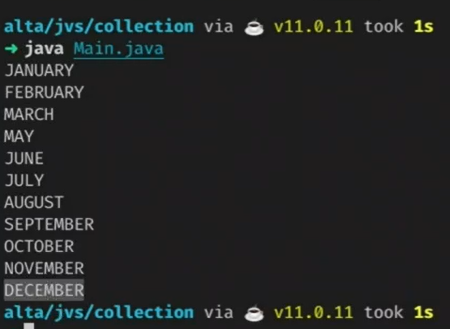 alta/jvs/collection via ☕ v11.0.11 took 1s
➜ java Main.java
JANUARY
FEBRUARY
MARCH
MAY
JUNE
JULY
AUGUST
SEPTEMBER
OCTOBER
NOVEMBER
DECEMBER
alta/jvs/collection via ☕ v11.0.11 took 1s